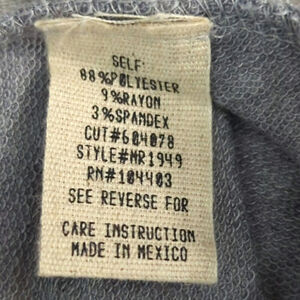 SELF:
88%POLYESTER
9%RAYON
3%SPANDEX
CUT#604078
STYLE#MR1949
RN#104403
SEE REVERSE FOR
CARE INSTRUCTION
MADE IN MEXICO